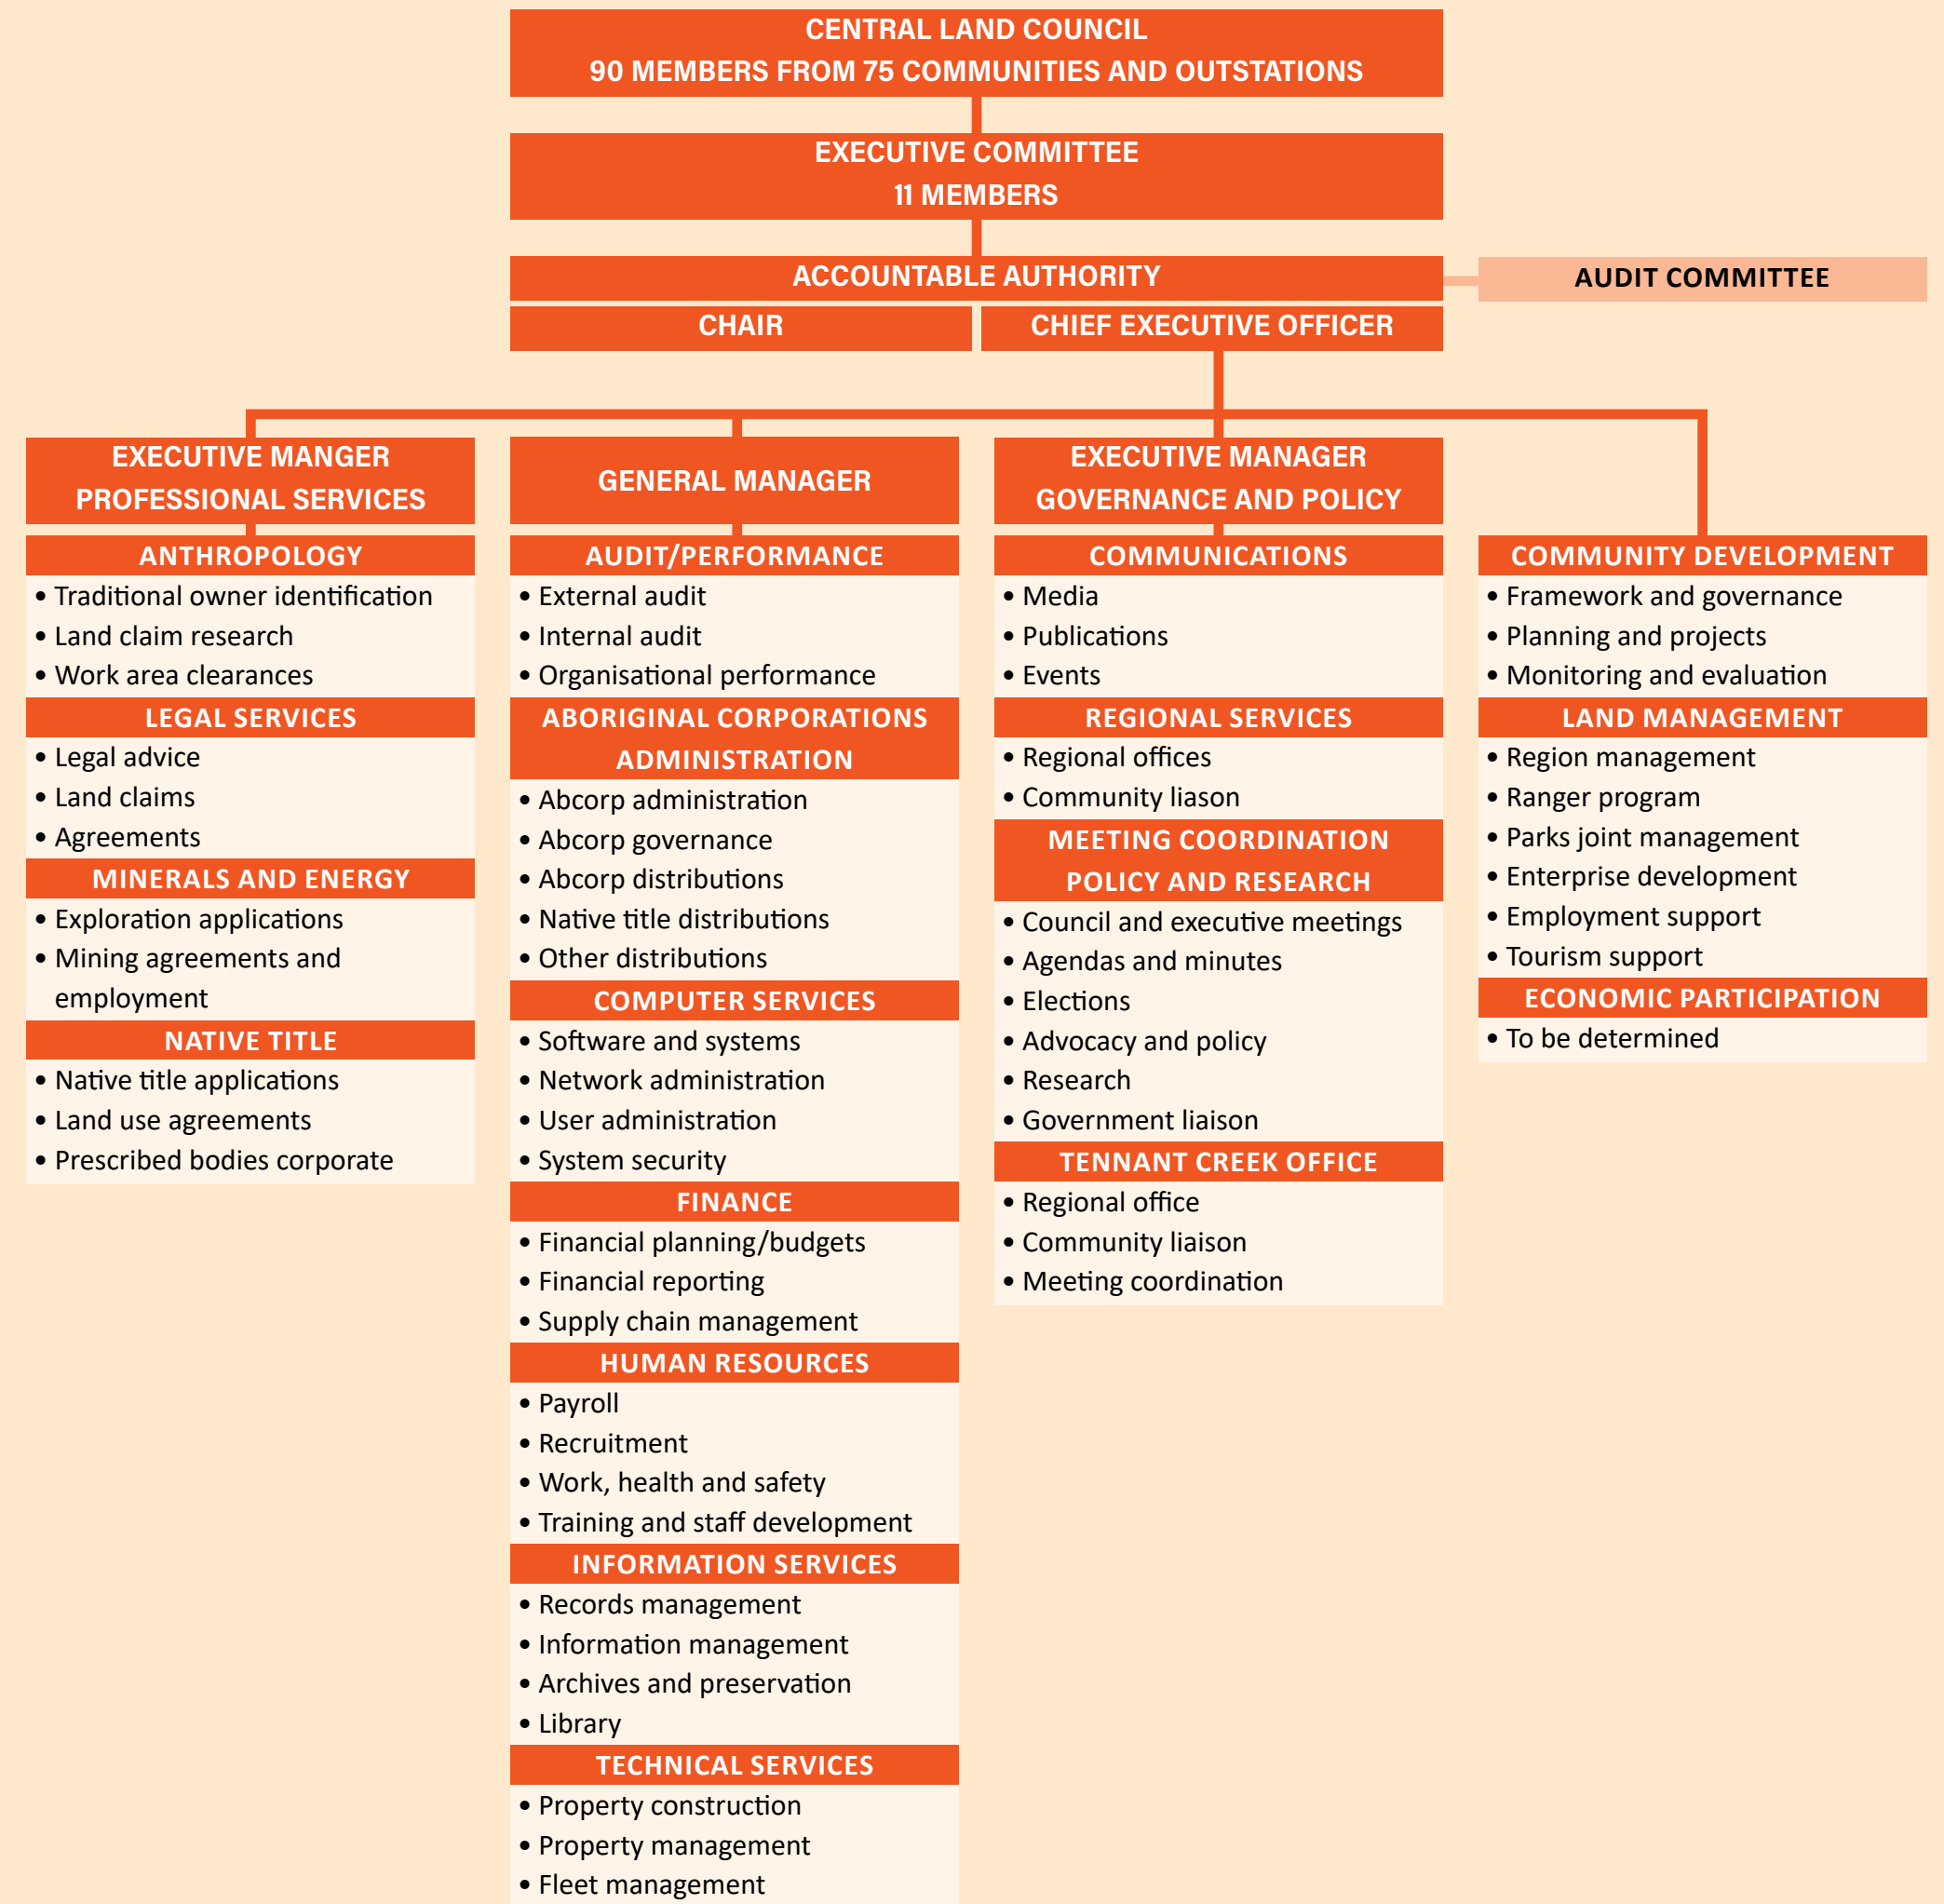 CENTRAL LAND COUNCIL
90 MEMBERS FROM 75 COMMUNITIES AND OUTSTATIONS
EXECUTIVE COMMITTEE
11 MEMBERS
ACCOUNTABLE AUTHORITY
AUDIT COMMITTEE
CHAIR
CHIEF EXECUTIVE OFFICER
EXECUTIVE MANGER
PROFESSIONAL SERVICES
ANTHROPOLOGY
• Traditional owner identification
• Land claim research
• Work area clearances
LEGAL SERVICES
• Legal advice
• Land claims
• Agreements
MINERALS AND ENERGY
• Exploration applications
• Mining agreements and
employment
NATIVE TITLE
• Native title applications
• Land use agreements
• Prescribed bodies corporate
GENERAL MANAGER
AUDIT/PERFORMANCE
• External audit
• Internal audit
• Organisational performance
ABORIGINAL CORPORATIONS
ADMINISTRATION
• Abcorp administration
• Abcorp governance
• Abcorp distributions
• Native title distributions
• Other distributions
COMPUTER SERVICES
• Software and systems
• Network administration
• User administration
• System security
FINANCE
• Financial planning/budgets
• Financial reporting
• Supply chain management
HUMAN RESOURCES
• Payroll
• Recruitment
• Work, health and safety
• Training and staff development
INFORMATION SERVICES
• Records management
• Information management
• Archives and preservation
• Library
TECHNICAL SERVICES
• Property construction
• Property management
• Fleet management
EXECUTIVE MANAGER
GOVERNANCE AND POLICY
COMMUNICATIONS
• Media
• Publications
• Events
REGIONAL SERVICES
• Regional offices
• Community liason
MEETING COORDINATION
POLICY AND RESEARCH
• Council and executive meetings
• Agendas and minutes
• Elections
• Advocacy and policy
• Research
• Government liaison
TENNANT CREEK OFFICE
• Regional office
• Community liaison
• Meeting coordination
COMMUNITY DEVELOPMENT
• Framework and governance
• Planning and projects
• Monitoring and evaluation
LAND MANAGEMENT
• Region management
• Ranger program
• Parks joint management
• Enterprise development
• Employment support
• Tourism support
ECONOMIC PARTICIPATION
• To be determined